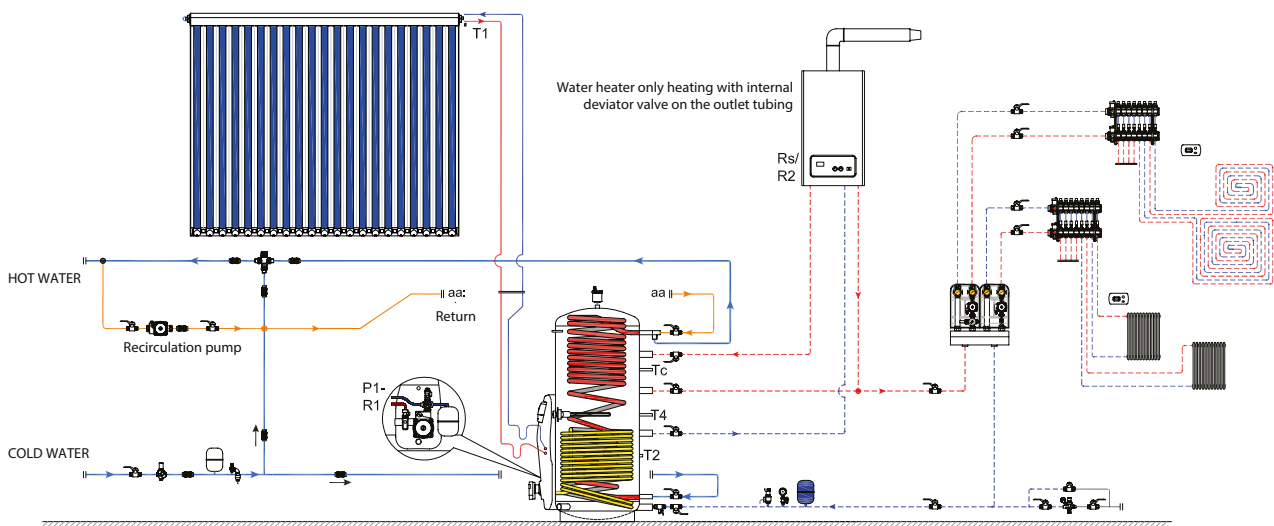 T1
Water heater only heating with internal
deviator valve on the outlet tubing
Rs/
R2
HOT WATER
aa:
Return
aa
Recirculation pump
Tc
P1-
R1
T4
T2
COLD WATER